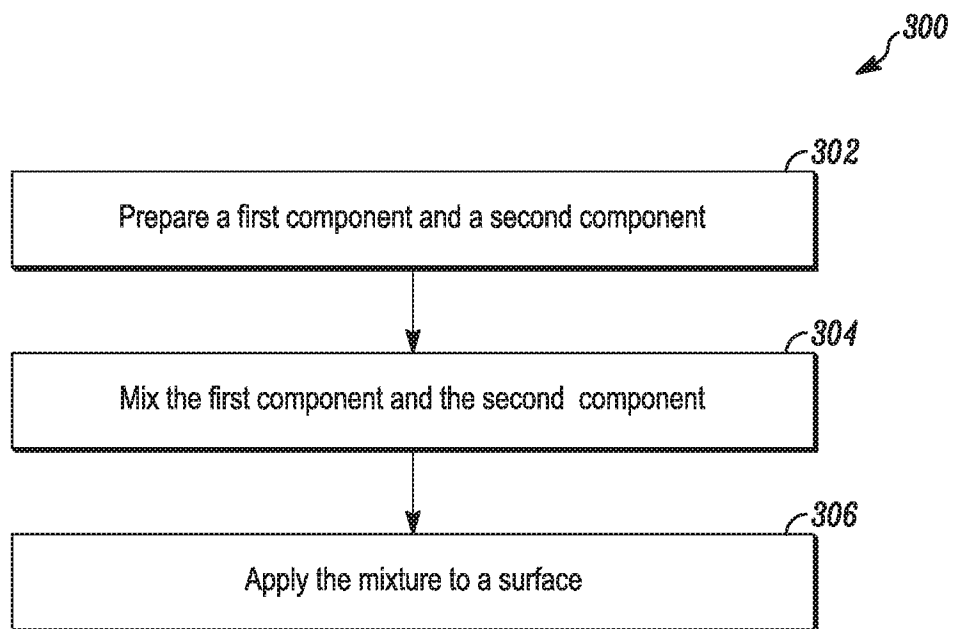 300
302
Prepare a first component and a second component
304
Mix the first component and the second component
306
Apply the mixture to a surface